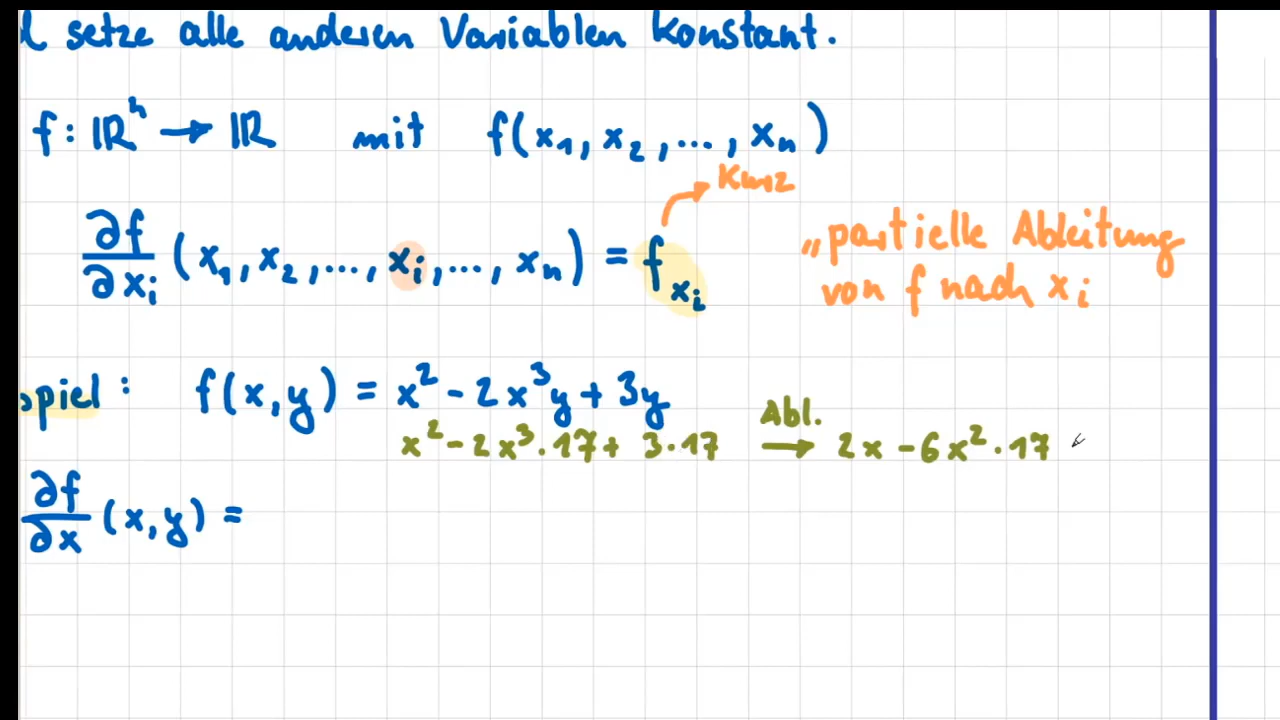 setze alle anderen Variablen konstant.
f: ℝⁿ → ℝ mit f(x₁, x₂, ..., xₙ)
Kurz
∂f/∂xᵢ (x₁, x₂, ..., xᵢ, ..., xₙ) = f_xᵢ
„partielle Ableitung
von f nach xᵢ
spiel: f(x,y) = x² - 2x³y + 3y
x² - 2x³·17 + 3·17 Abl. → 2x - 6x²·17
∂f/∂x (x,y) =